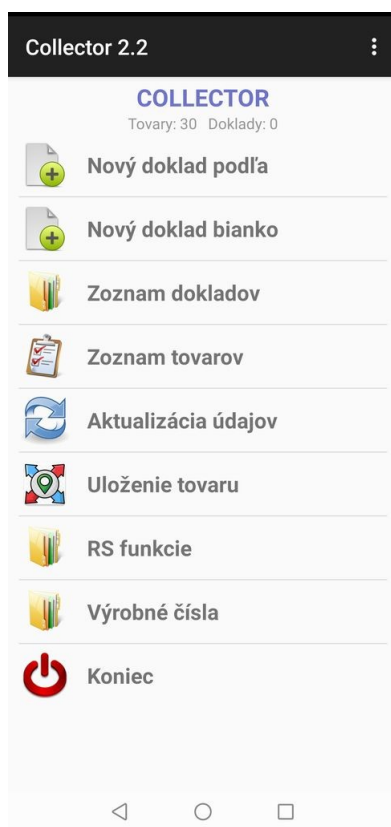 Collector 2.2
COLLECTOR
Tovary: 30 Doklady: 0
Nový doklad podľa
Nový doklad bianko
Zoznam dokladov
Zoznam tovarov
Aktualizácia údajov
Uloženie tovaru
RS funkcie
Výrobné čísla
Koniec